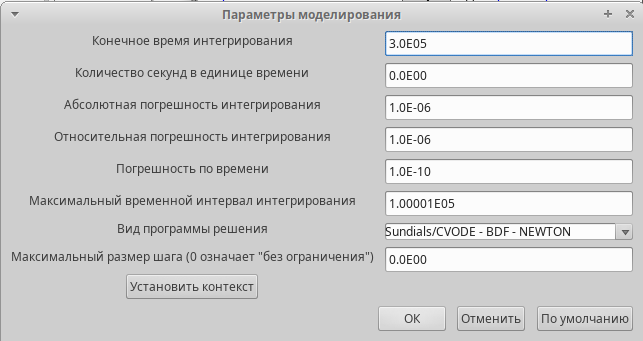 Параметры моделирования
Конечное время интегрирования 3.0E05
Количество секунд в единице времени 0.0E00
Абсолютная погрешность интегрирования 1.0E-06
Относительная погрешность интегрирования 1.0E-06
Погрешность по времени 1.0E-10
Максимальный временной интервал интегрирования 1.00001E05
Вид программы решения Sundials/CVODE - BDF - NEWTON
Максимальный размер шага (0 означает "без ограничения") 0.0E00
Установить контекст
ОК Отменить По умолчанию